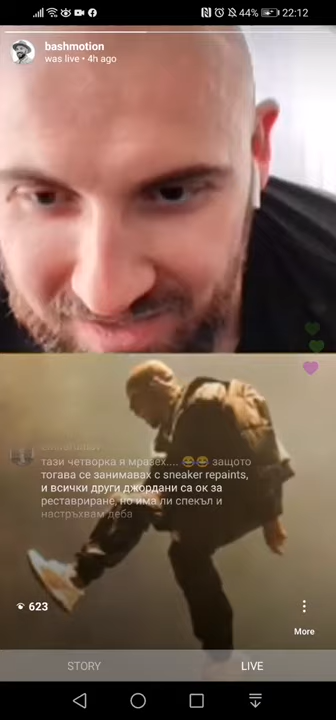 44% 22:12
bashmotion
was live • 4h ago
тази четворка я мразех.... 😂😂 защото
тогава се занимавах с sneaker repaints,
и всички други джордани са ок за
реставриране, но има ли спекъл и
настръхвам деба
623
More
STORY LIVE